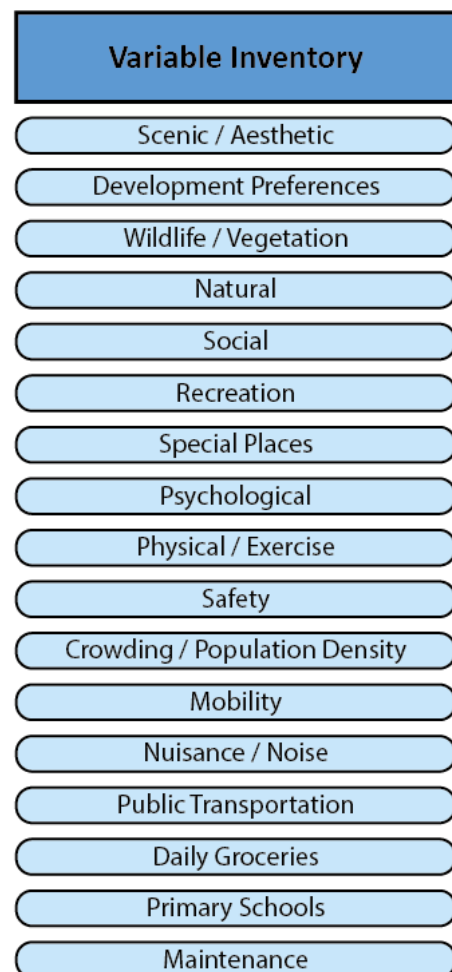 Variable Inventory
Scenic / Aesthetic
Development Preferences
Wildlife / Vegetation
Natural
Social
Recreation
Special Places
Psychological
Physical / Exercise
Safety
Crowding / Population Density
Mobility
Nuisance / Noise
Public Transportation
Daily Groceries
Primary Schools
Maintenance